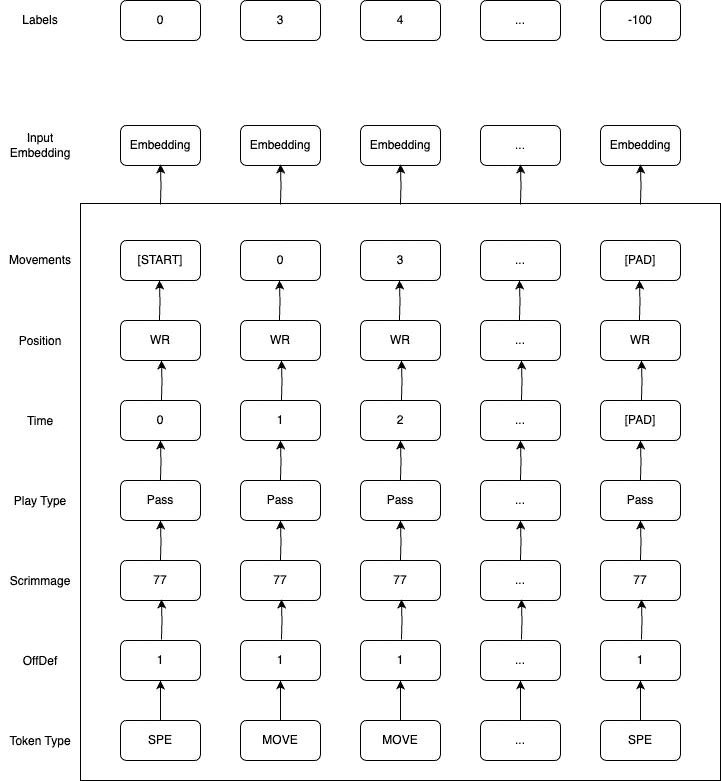 Labels 0 3 4 ... -100
Input
Embedding Embedding Embedding Embedding ... Embedding
Movements [START] 0 3 ... [PAD]
Position WR WR WR ... WR
Time 0 1 2 ... [PAD]
Play Type Pass Pass Pass ... Pass
Scrimmage 77 77 77 ... 77
OffDef 1 1 1 ... 1
Token Type SPE MOVE MOVE ... SPE